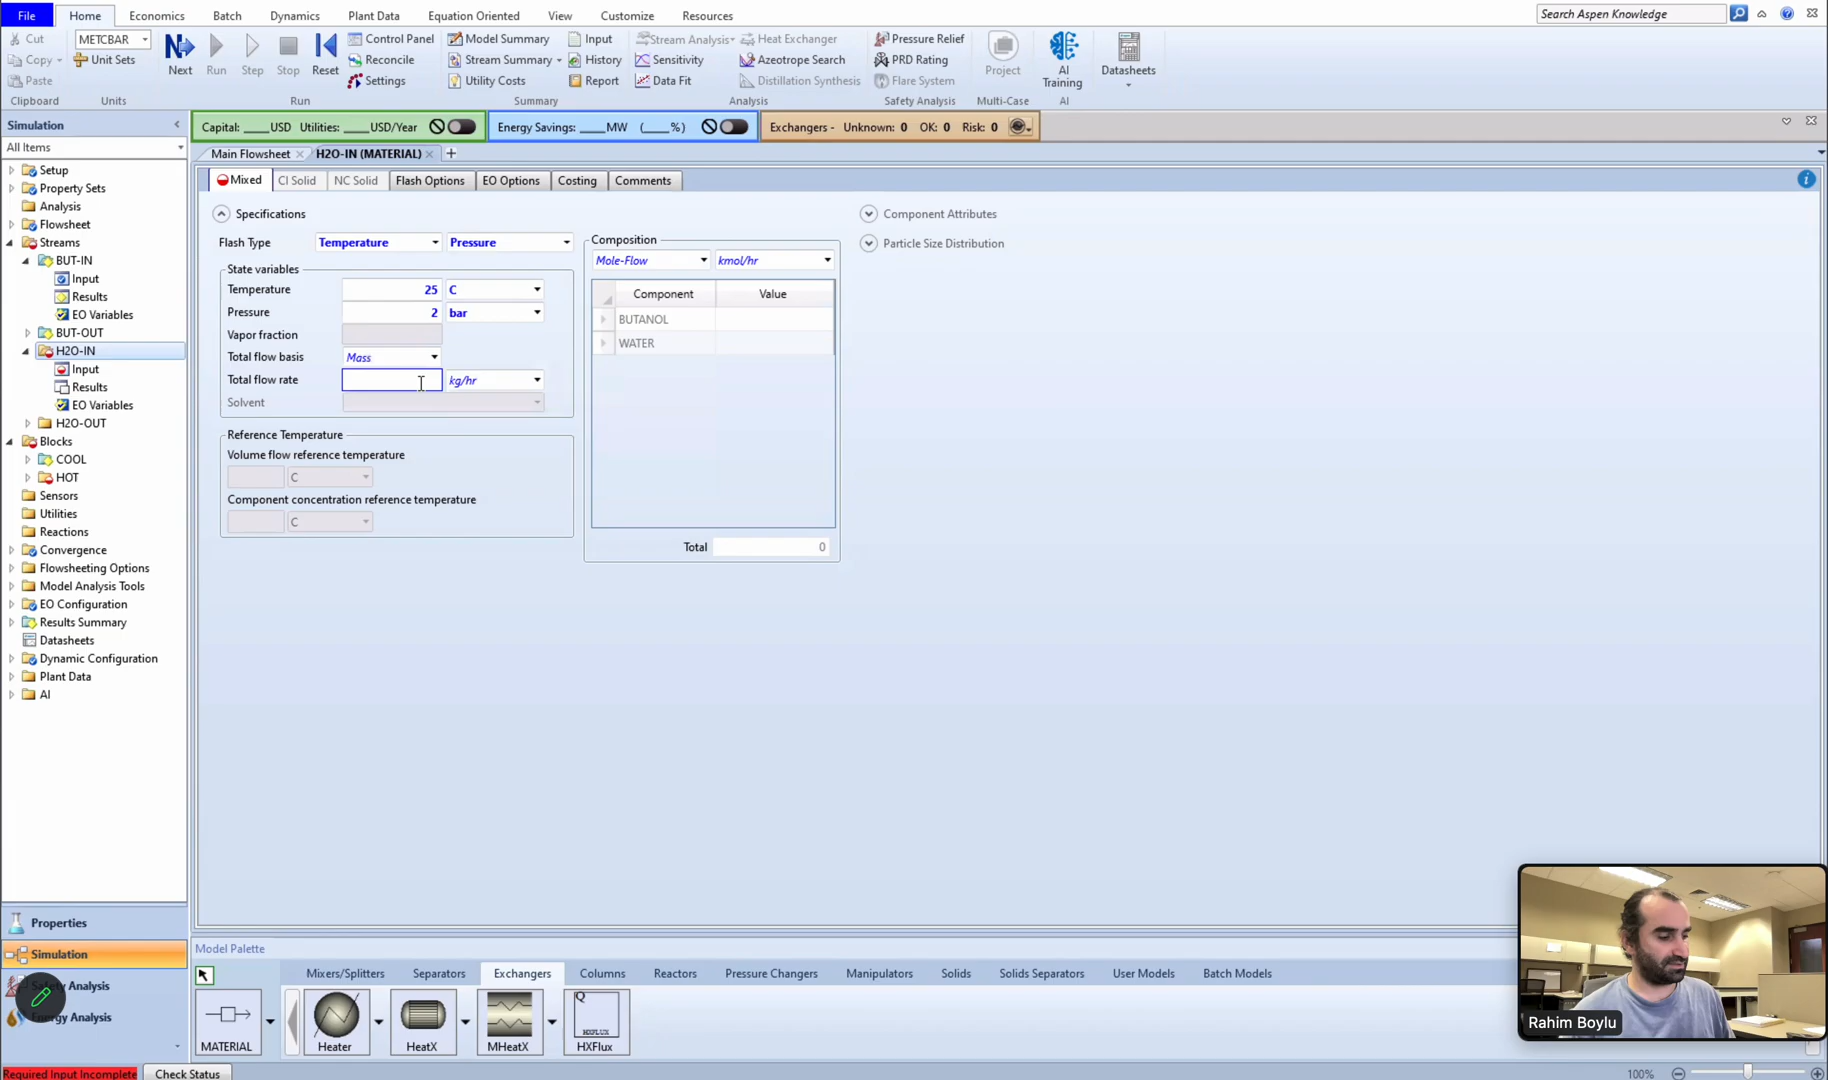 File Home Economics Batch Dynamics Plant Data Equation Oriented View Customize Resources Search Aspen Knowledge
Cut METCBAR Control Panel Model Summary Input Stream Analysis Heat Exchanger Pressure Relief
Copy Unit Sets Next Run Step Stop Reset Reconcile Stream Summary History Sensitivity Azeotrope Search PRD Rating Project AI Training Datasheets
Paste Settings Utility Costs Report Data Fit Distillation Synthesis Flare System
Clipboard Units Run Summary Analysis Safety Analysis Multi-Case AI
Simulation Capital: ____USD Utilities: ____USD/Year Energy Savings: ____MW (____%) Exchangers - Unknown: 0 OK: 0 Risk: 0
All Items Main Flowsheet H2O-IN (MATERIAL) +
Mixed CI Solid NC Solid Flash Options EO Options Costing Comments
Setup
Property Sets
Analysis
Flowsheet
Streams
BUT-IN
Input
Results
EO Variables
BUT-OUT
H2O-IN
Input
Results
EO Variables
H2O-OUT
Blocks
COOL
HOT
Sensors
Utilities
Reactions
Convergence
Flowsheeting Options
Model Analysis Tools
EO Configuration
Results Summary
Datasheets
Dynamic Configuration
Plant Data
AI
Properties
Simulation
Safety Analysis
Energy Analysis
Specifications
Flash Type Temperature Pressure
State variables
Temperature 25 C
Pressure 2 bar
Vapor fraction
Total flow basis Mass
Total flow rate kg/hr
Solvent
Reference Temperature
Volume flow reference temperature
C
Component concentration reference temperature
C
Composition
Mole-Flow kmol/hr
Component Value
BUTANOL
WATER
Total 0
Component Attributes
Particle Size Distribution
Model Palette
Mixers/Splitters Separators Exchangers Columns Reactors Pressure Changers Manipulators Solids Solids Separators User Models Batch Models
Q
HXFLUX
MATERIAL Heater HeatX MHeatX HXFlux
Rahim Boylu
Required Input Incomplete Check Status 100%